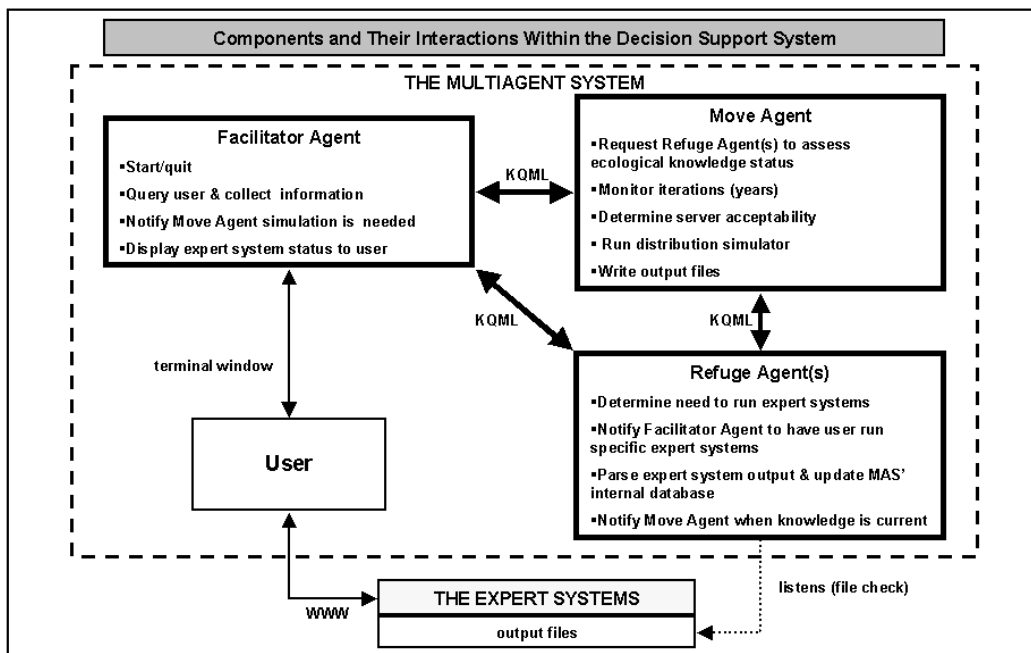 Components and Their Interactions Within the Decision Support System
THE MULTIAGENT SYSTEM
Facilitator Agent
▪Start/quit
▪Query user & collect information
▪Notify Move Agent simulation is needed
▪Display expert system status to user
KQML
Move Agent
▪Request Refuge Agent(s) to assess
ecological knowledge status
▪Monitor iterations (years)
▪Determine server acceptability
▪ Run distribution simulator
▪Write output files
KQML
KQML
terminal window
Refuge Agent(s)
▪Determine need to run expert systems
▪Notify Facilitator Agent to have user run
specific expert systems
▪Parse expert system output & update MAS'
internal database
▪Notify Move Agent when knowledge is current
User
WWW
THE EXPERT SYSTEMS
output files
listens (file check)